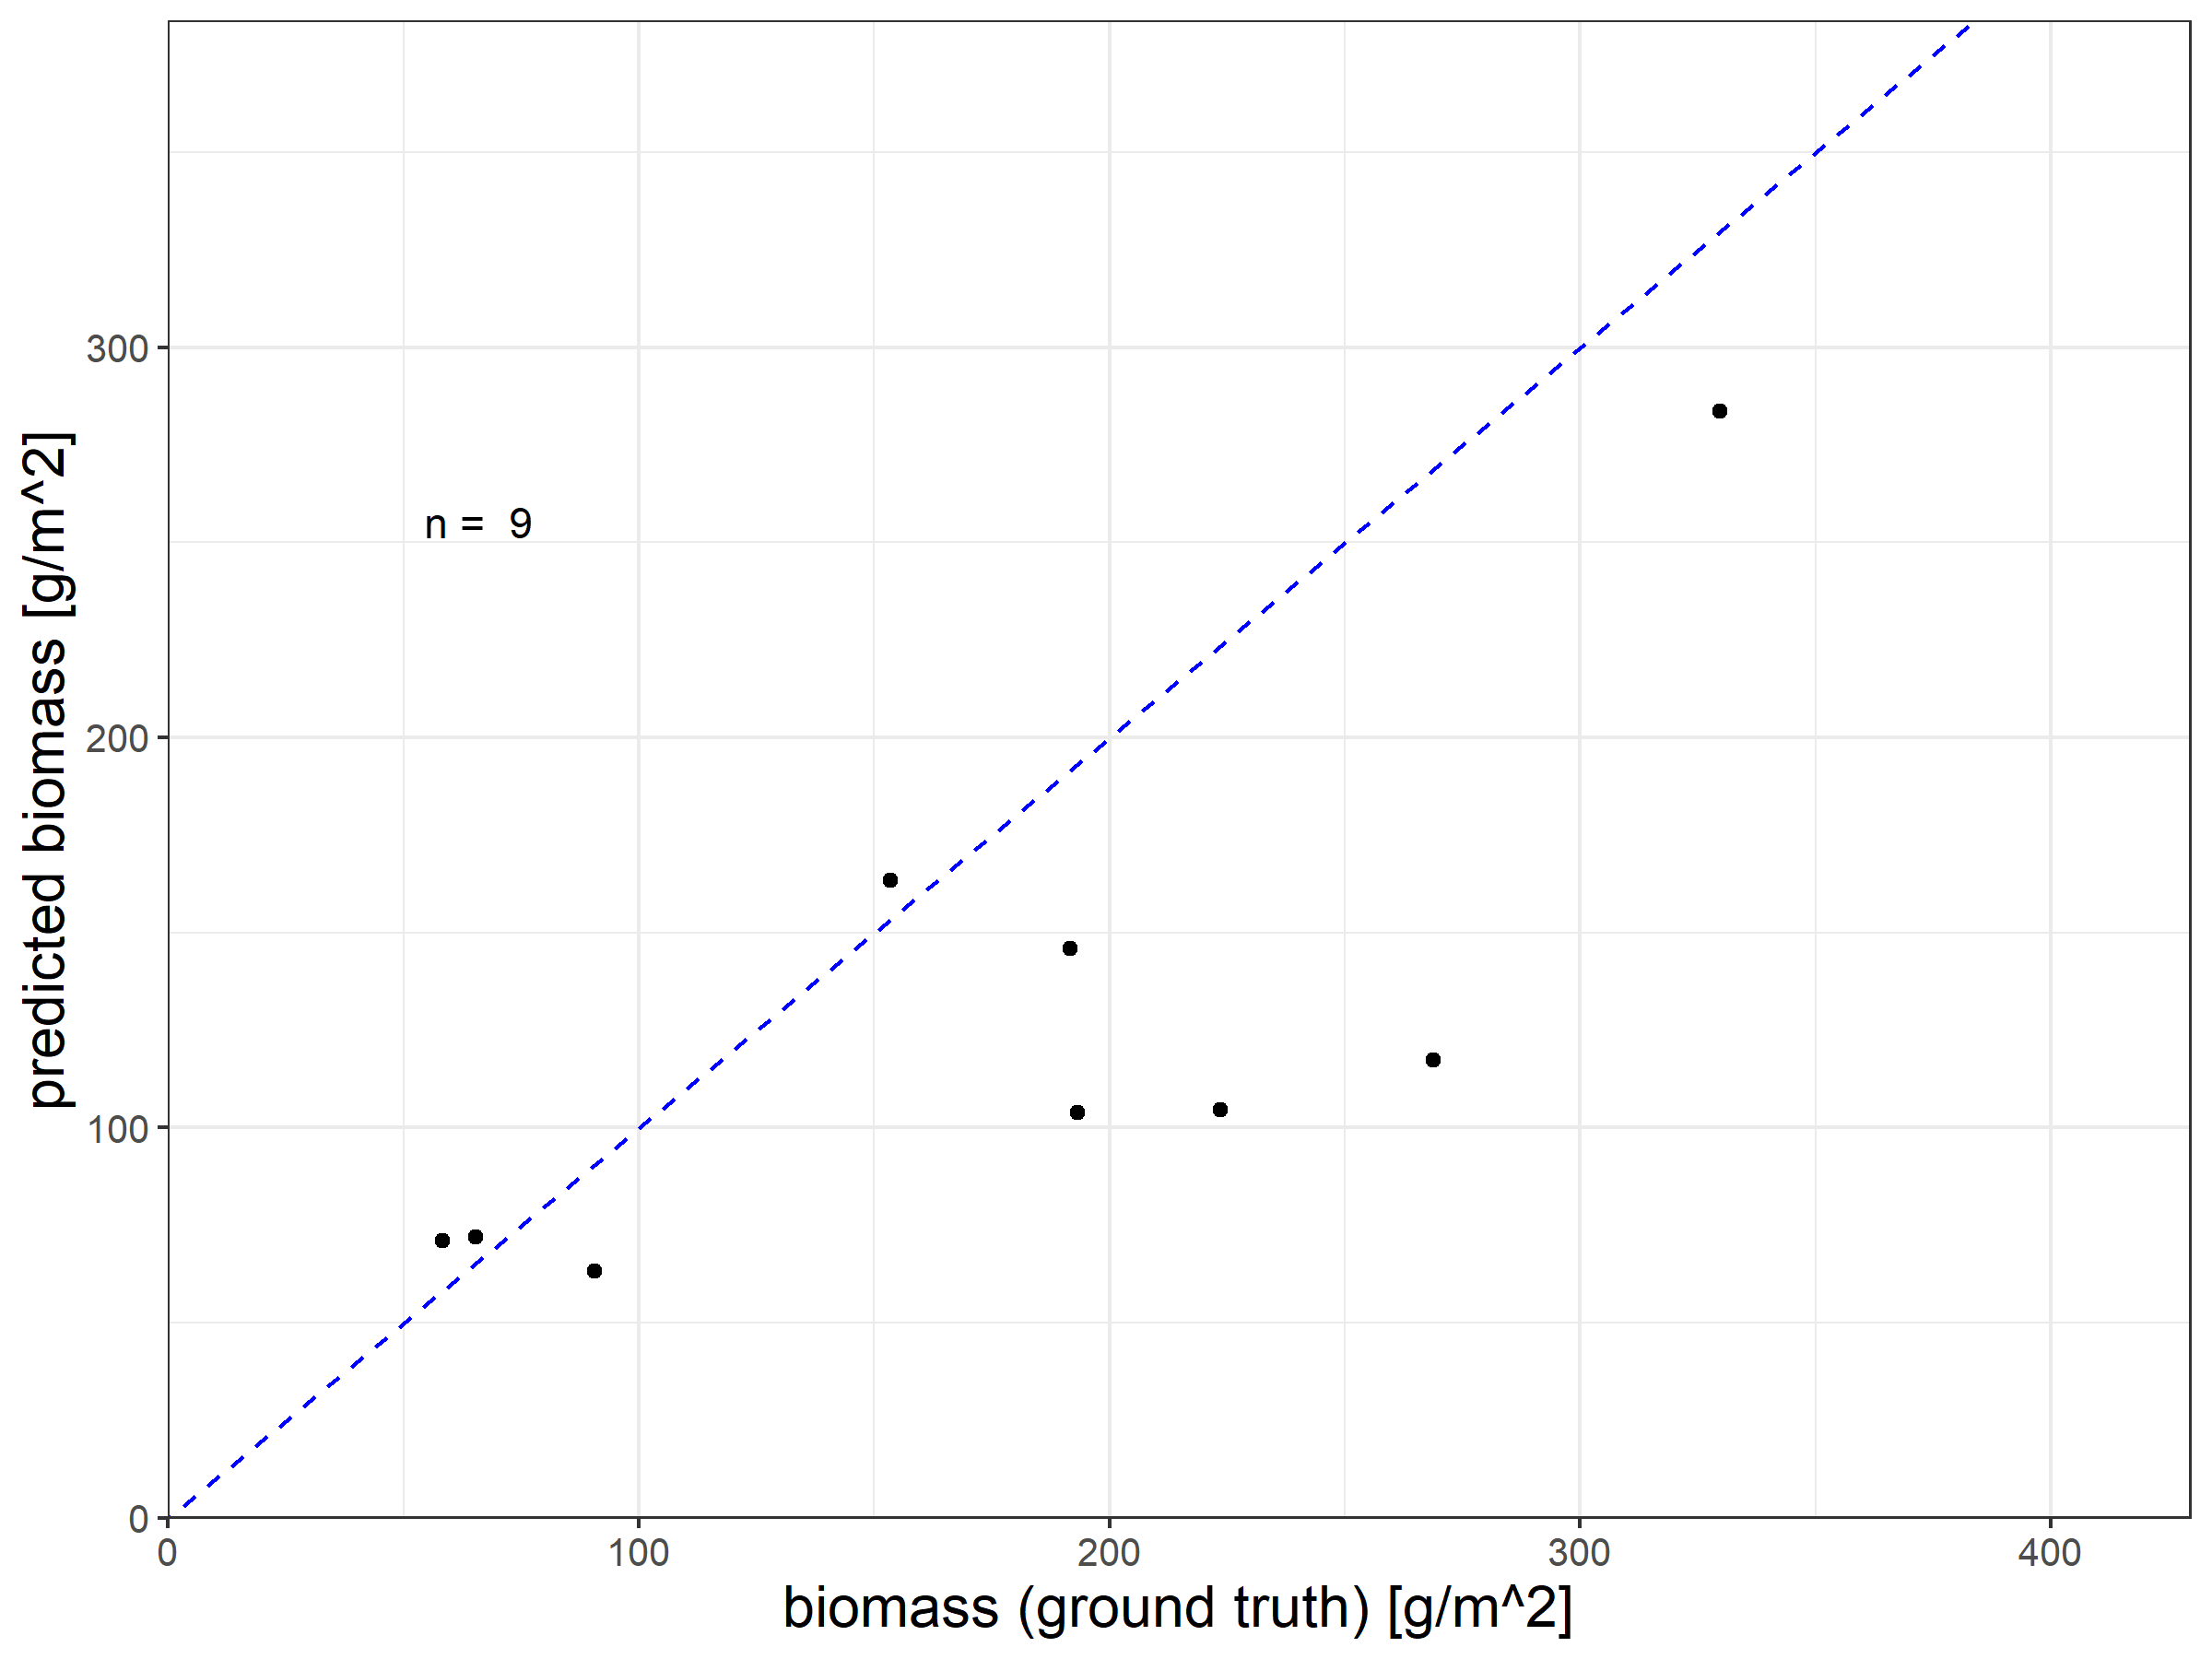 predicted biomass [g/m^2]
300
200
100
0
n =  9
0 100 200 300 400
biomass (ground truth) [g/m^2]